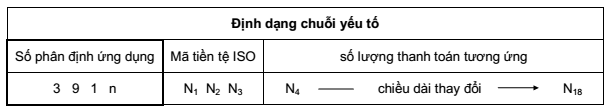 Định dạng chuỗi yếu tố
Số phân định ứng dụng Mã tiền tệ ISO số lượng thanh toán tương ứng
3 9 1 n N₁ N₂ N₃ N₄ chiều dài thay đổi N₁₈